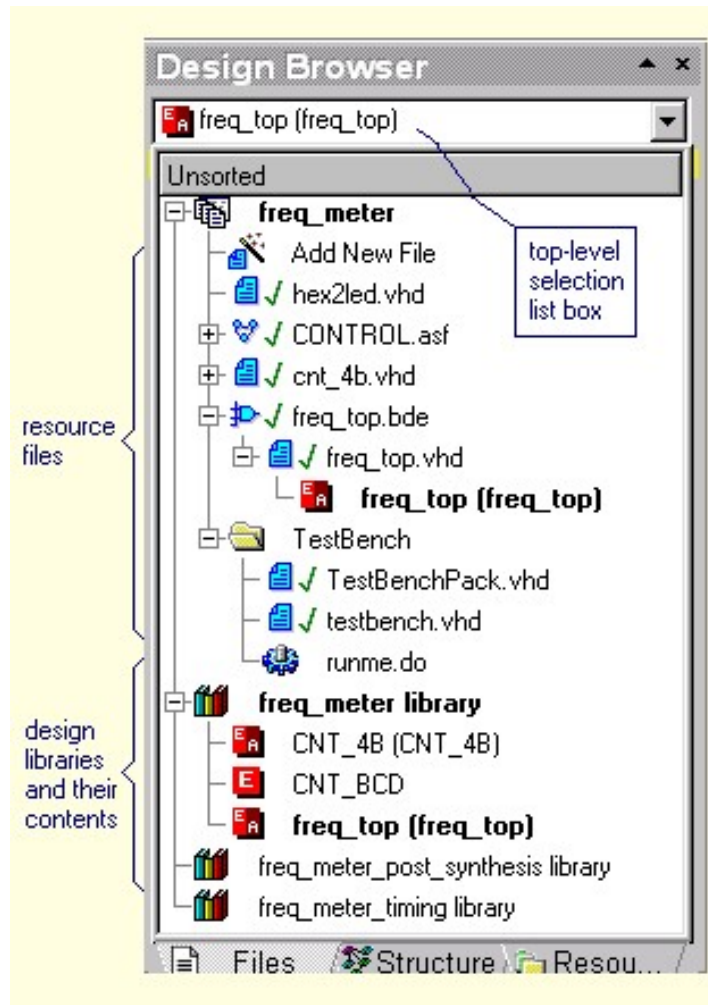 Design Browser
freq_top (freq_top)
Unsorted
freq_meter
Add New File
top-level
selection
list box
hex2led.vhd
CONTROL.asf
cnt_4b.vhd
resource
files
freq_top.bde
freq_top.vhd
freq_top (freq_top)
TestBench
TestBenchPack.vhd
testbench.vhd
runme.do
design
libraries
and their
contents
freq_meter library
CNT_4B (CNT_4B)
CNT_BCD
freq_top (freq_top)
freq_meter_post_synthesis library
freq_meter_timing library
Files
Structure
Resou...